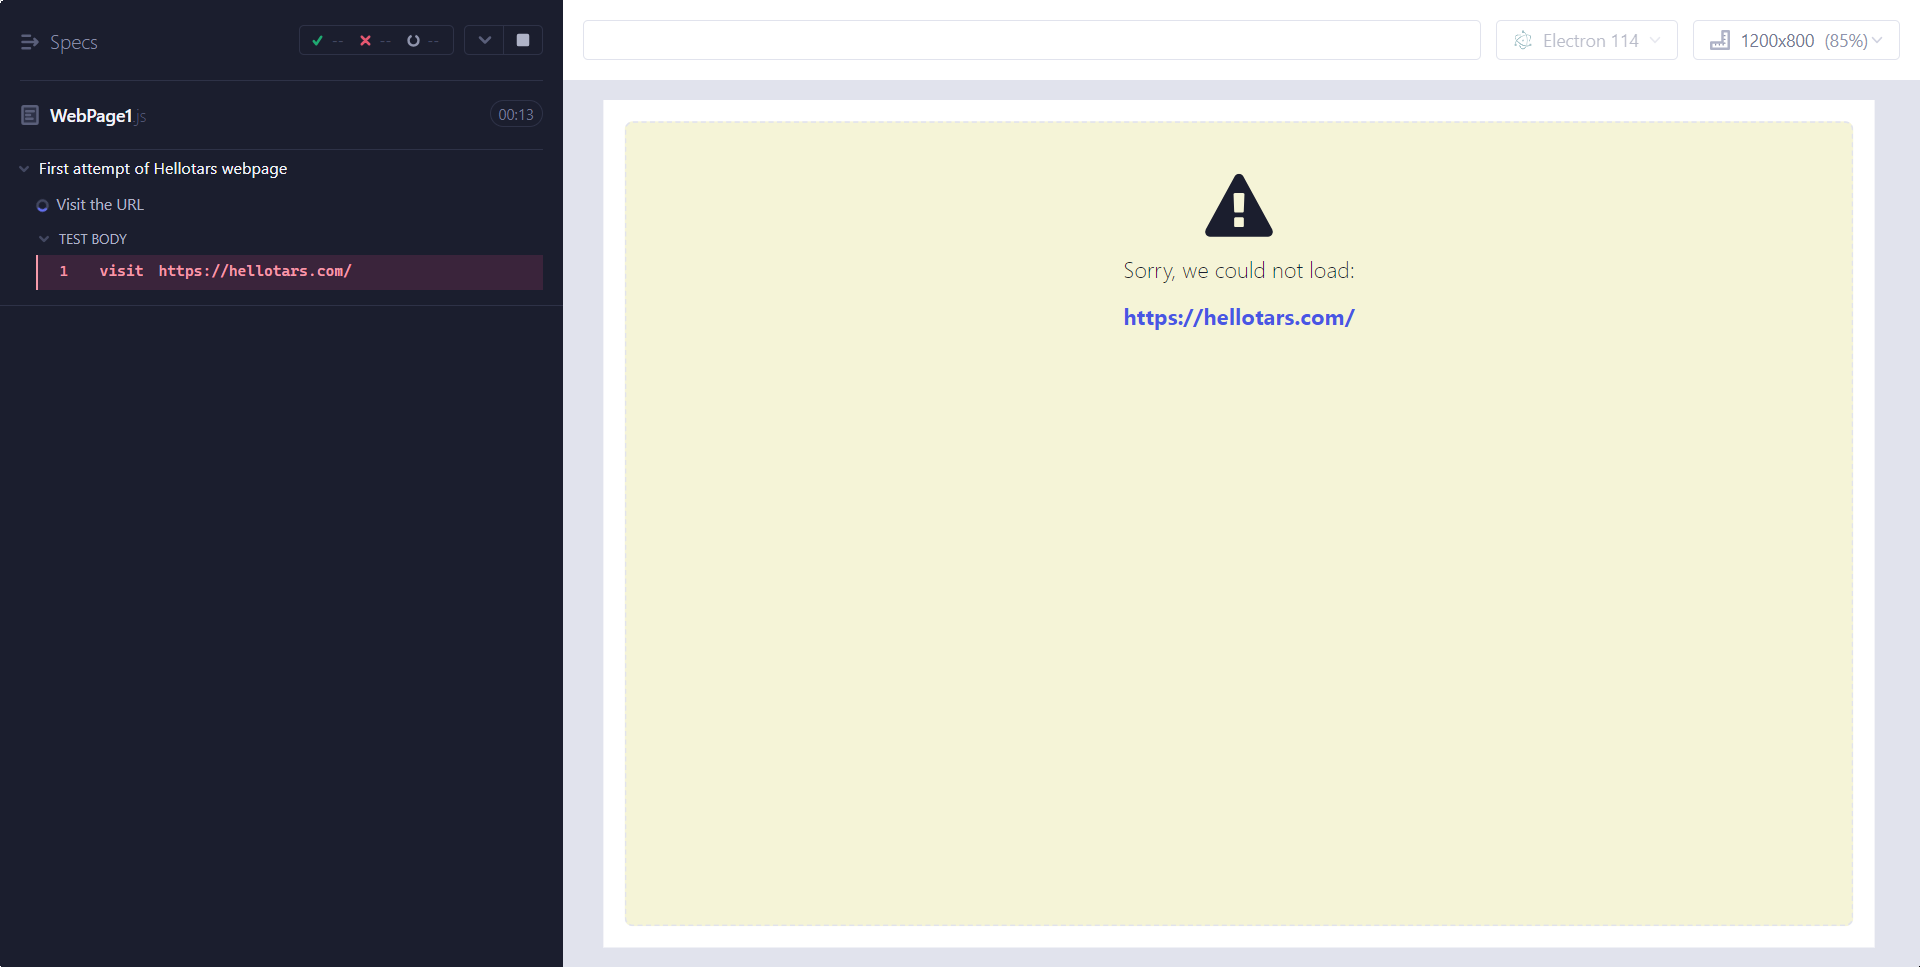 Specs
-- -- --
WebPage1.js
00:13
First attempt of Hellotars webpage
Visit the URL
TEST BODY
1 visit https://hellotars.com/
Electron 114
1200x800 (85%)
Sorry, we could not load:
https://hellotars.com/